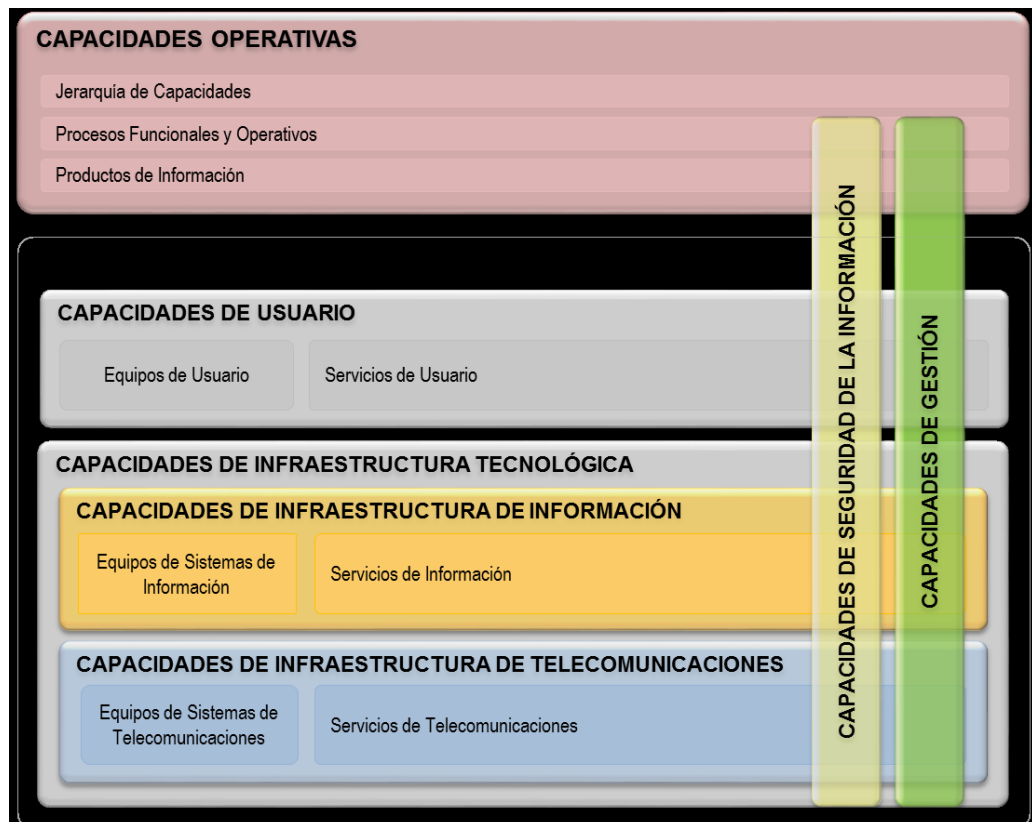 CAPACIDADES OPERATIVAS
Jerarquía de Capacidades
Procesos Funcionales y Operativos
Productos de Información
CAPACIDADES DE USUARIO
Equipos de Usuario
Servicios de Usuario
CAPACIDADES DE INFRAESTRUCTURA TECNOLÓGICA
CAPACIDADES DE INFRAESTRUCTURA DE INFORMACIÓN
Equipos de Sistemas de
Información
Servicios de Información
CAPACIDADES DE INFRAESTRUCTURA DE TELECOMUNICACIONES
Equipos de Sistemas de
Telecomunicaciones
Servicios de Telecomunicaciones
CAPACIDADES DE SEGURIDAD DE LA INFORMACIÓN
CAPACIDADES DE GESTIÓN